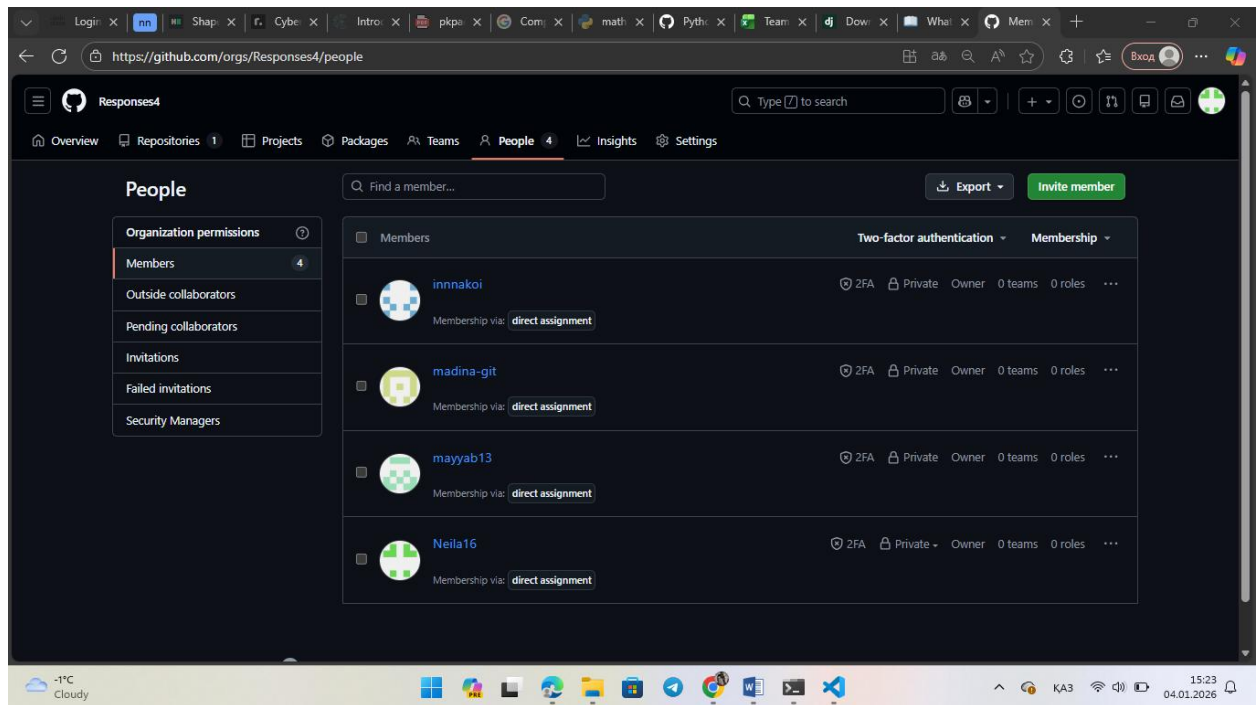 Login
nn
Shap
Cybe
Intro
pkpa
Com
math
Pyth
Team
dj
Dow
What
Mem
https://github.com/orgs/Responses4/people
Вход
Responses4
Type / to search
Overview
Repositories 1
Projects
Packages
Teams
People 4
Insights
Settings
People
Find a member...
Export
Invite member
Organization permissions
Members 4
Outside collaborators
Pending collaborators
Invitations
Failed invitations
Security Managers
Members
Two-factor authentication
Membership
innnakoi
2FA Private Owner 0 teams 0 roles
Membership via: direct assignment
madina-git
2FA Private Owner 0 teams 0 roles
Membership via: direct assignment
mayyab13
2FA Private Owner 0 teams 0 roles
Membership via: direct assignment
Neila16
2FA Private Owner 0 teams 0 roles
Membership via: direct assignment
-1°C
Cloudy
PRE
ҚАЗ
15:23
04.01.2026